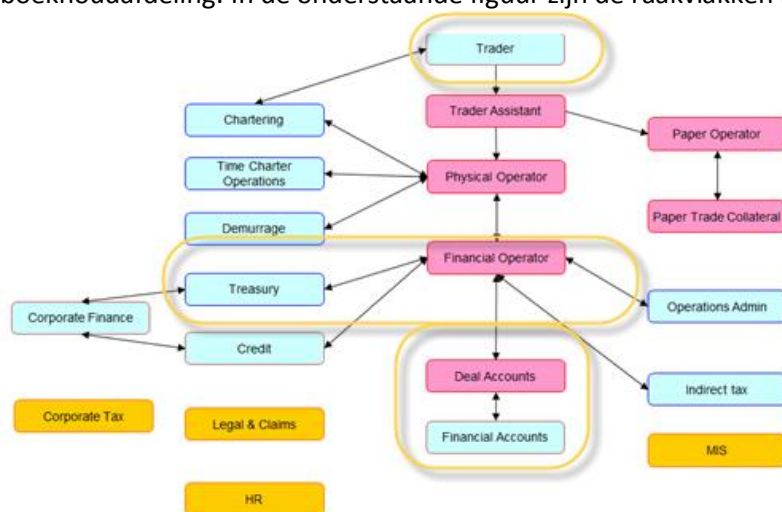 boekhoudafdeling. In de onderstaande figuur zijn de raakvlakken
Trader
Chartering
Trader Assistant
Paper Operator
Time Charter
Operations
Physical Operator
Demurrage
Paper Trade Collateral
Financial Operator
Treasury
Operations Admin
Corporate Finance
Credit
Deal Accounts
Indirect tax
Corporate Tax
Legal & Claims
Financial Accounts
MIS
HR